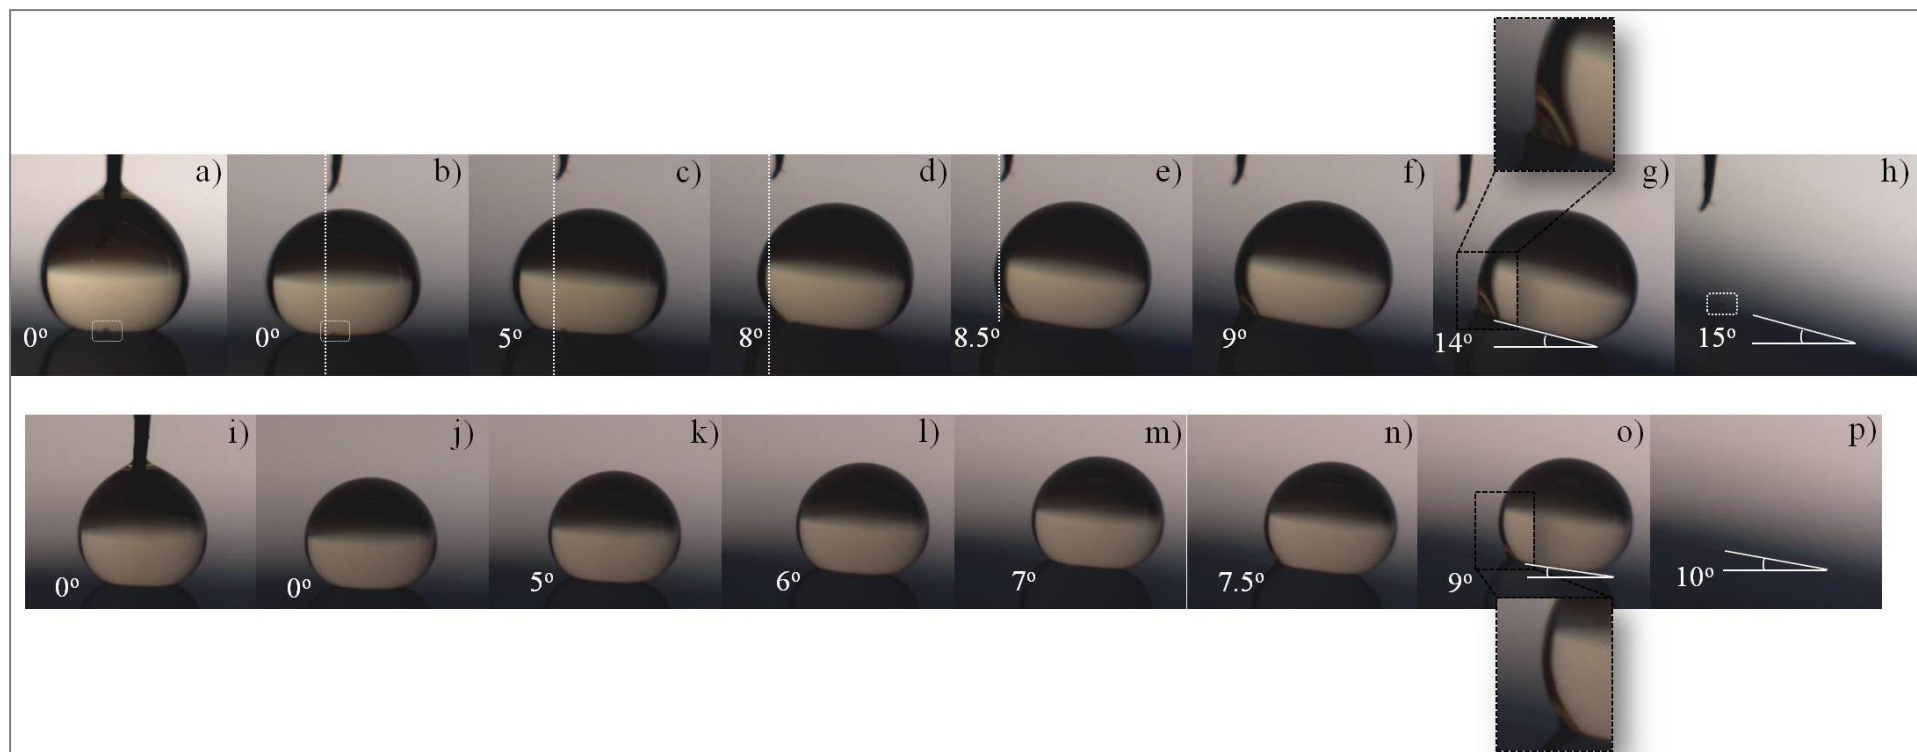 a) b) c) d) e) f) g) h)
0º 0º 5º 8º 8.5º 9º 14º 15º
i) j) k) l) m) n) o) p)
0º 0º 5º 6º 7º 7.5º 9º 10º